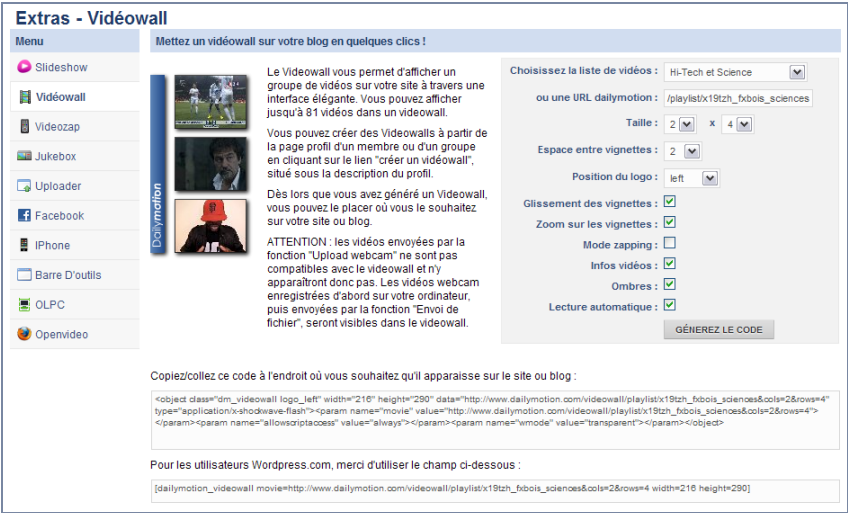 Extras - Vidéowall
Menu
Slideshow
Vidéowall
Videozap
Jukebox
Uploader
Facebook
IPhone
Barre D'outils
OLPC
Openvideo
Mettez un vidéowall sur votre blog en quelques clics !
Dailymotion
Le Videowall vous permet d'afficher un
groupe de vidéos sur votre site à travers une
interface élégante. Vous pouvez afficher
jusqu'à 81 vidéos dans un videowall.
Vous pouvez créer des Videowalls à partir de
la page profil d'un membre ou d'un groupe
en cliquant sur le lien "créer un vidéowall",
situé sous la description du profil.
Dès lors que vous avez généré un Videowall,
vous pouvez le placer où vous le souhaitez
sur votre site ou blog.
ATTENTION : les vidéos envoyées par la
fonction "Upload webcam" ne sont pas
compatibles avec le videowall et n'y
apparaîtront donc pas. Les vidéos webcam
enregistrées d'abord sur votre ordinateur,
puis envoyées par la fonction "Envoi de
fichier", seront visibles dans le videowall.
Choisissez la liste de vidéos : Hi-Tech et Science
ou une URL dailymotion : /playlist/x19tzh_fxbois_sciences
Taille : 2 x 4
Espace entre vignettes : 2
Position du logo : left
Glissement des vignettes :
Zoom sur les vignettes :
Mode zapping :
Infos vidéos :
Ombres :
Lecture automatique :
GÉNEREZ LE CODE
Copiez/collez ce code à l'endroit où vous souhaitez qu'il apparaisse sur le site ou blog :
<object class="dm_videowall logo_left" width="216" height="290" data="http://www.dailymotion.com/videowall/playlist/x19tzh_fxbois_sciences&cols=2&rows=4"
type="application/x-shockwave-flash"><param name="movie" value="http://www.dailymotion.com/videowall/playlist/x19tzh_fxbois_sciences&cols=2&rows=4">
</param><param name="allowscriptaccess" value="always"></param><param name="wmode" value="transparent"></param></object>
Pour les utilisateurs Wordpress.com, merci d'utiliser le champ ci-dessous :
[dailymotion_videowall movie=http://www.dailymotion.com/videowall/playlist/x19tzh_fxbois_sciences&cols=2&rows=4 width=216 height=290]